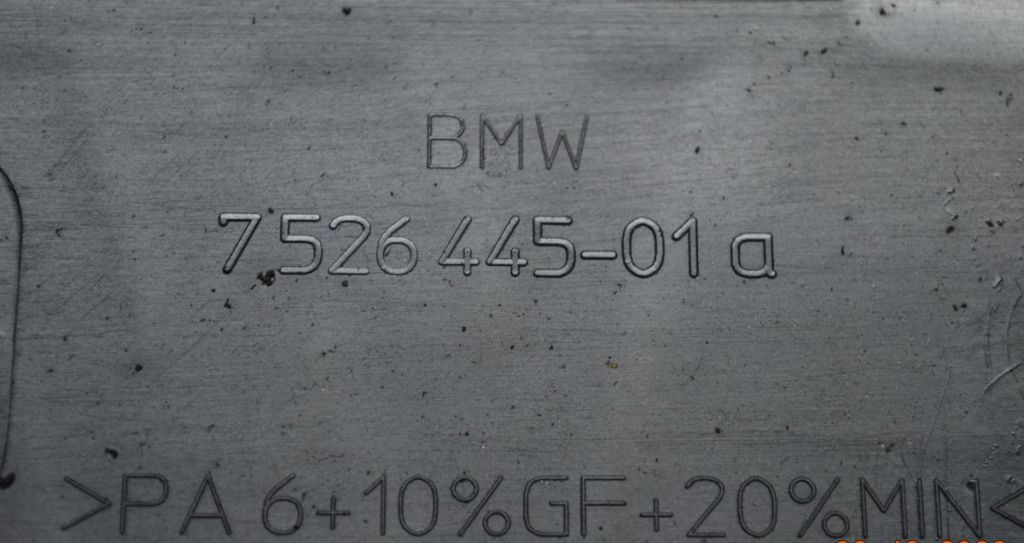 BMW
7 526 445-01 a
>PA 6+10%GF+20%MIN<